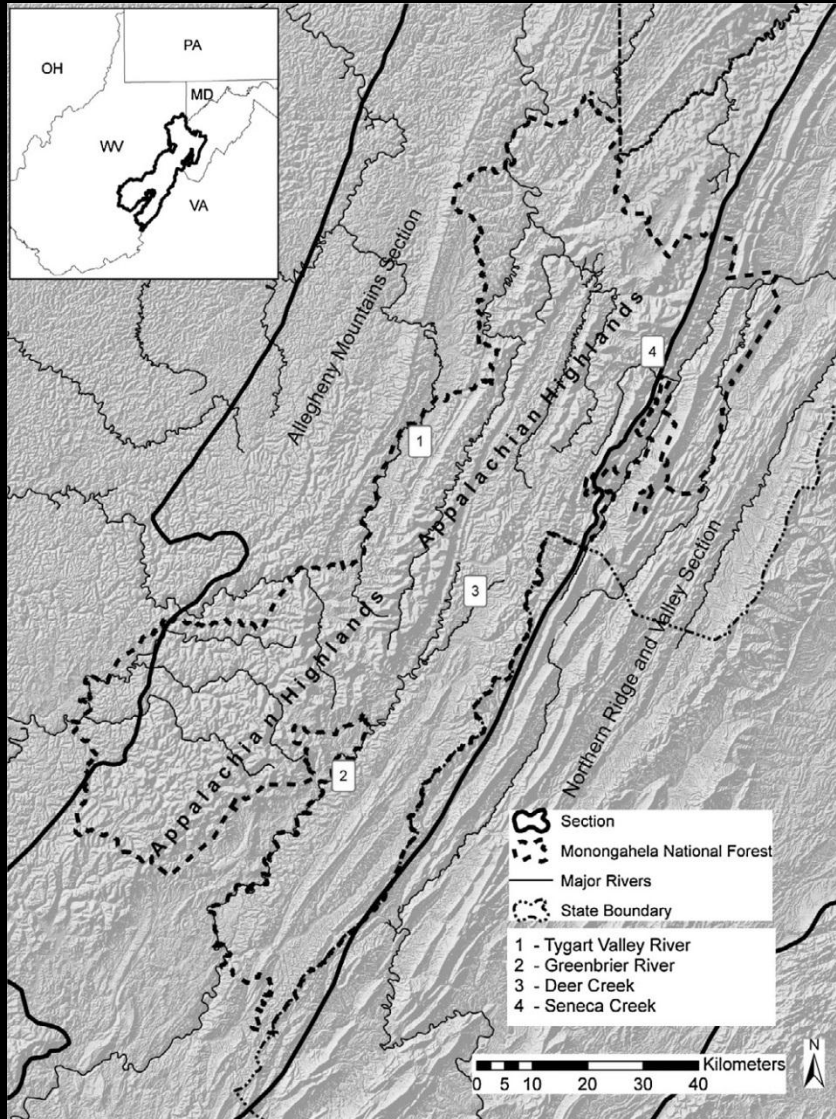 PA
OH
MD
WV
VA
Allegheny Mountains Section
4
Appalachian Highlands
1
3
Northern Ridge and Valley Section
Appalachian Highlands
2
Section
Monongahela National Forest
Major Rivers
State Boundary
1 - Tygart Valley River
2 - Greenbrier River
3 - Deer Creek
4 - Seneca Creek
N
Kilometers
0 5 10 20 30 40